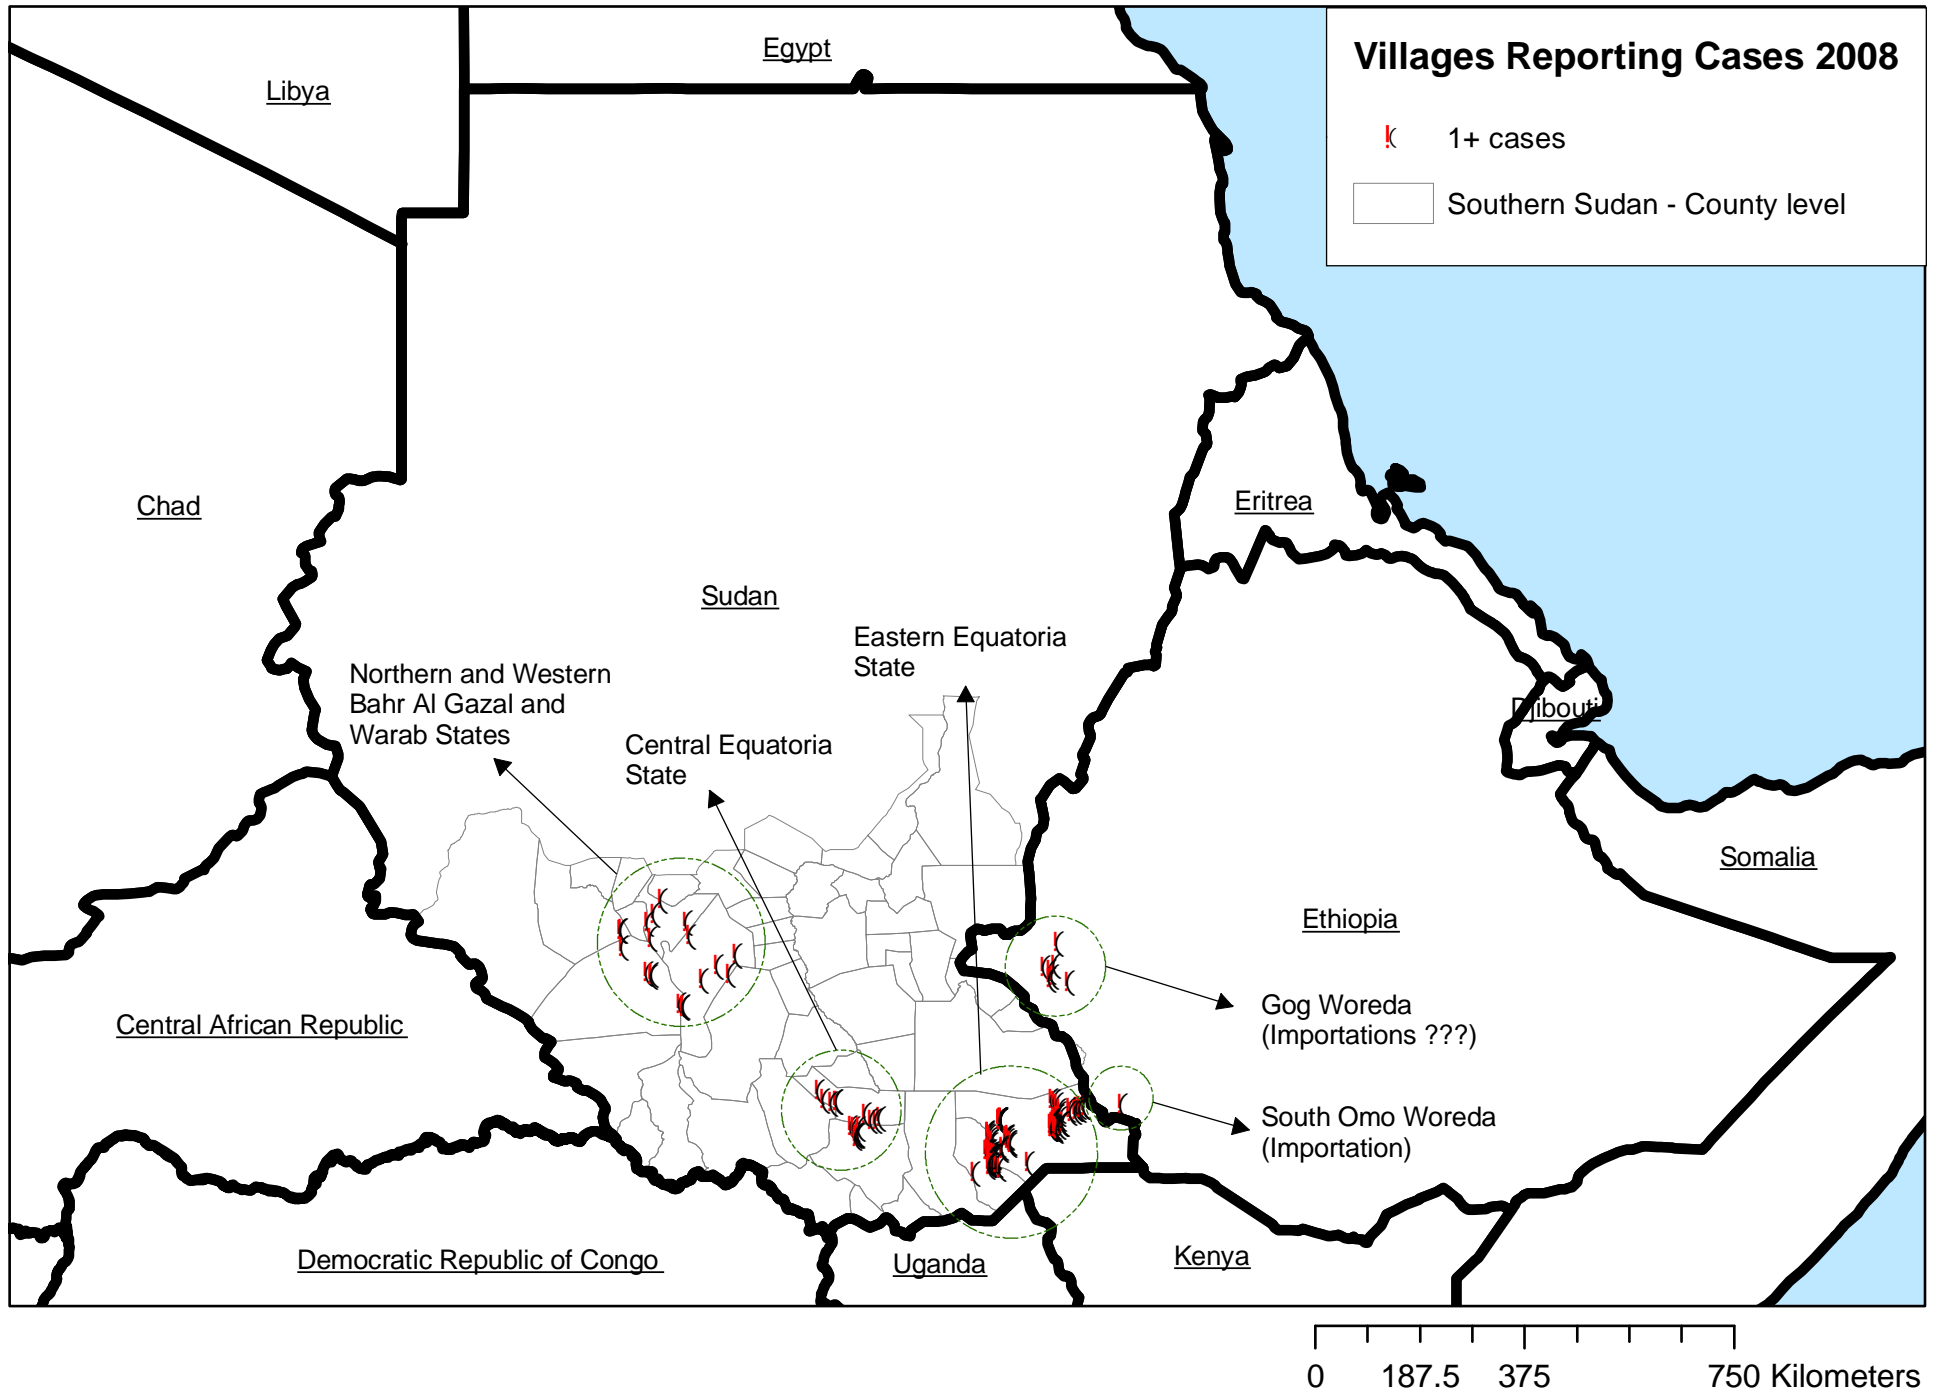 Villages Reporting Cases 2008
1+ cases
Southern Sudan - County level
Egypt
Libya
Chad
Eritrea
Sudan
Eastern Equatoria
State
Northern and Western
Bahr Al Gazal and
Warab States
Central Equatoria
State
Djibouti
Somalia
Ethiopia
Gog Woreda
(Importations ???)
Central African Republic
South Omo Woreda
(Importation)
Democratic Republic of Congo
Uganda
Kenya
0 187.5 375 750 Kilometers